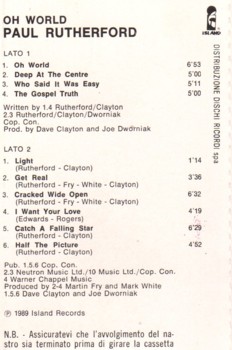 OH WORLD
PAUL RUTHERFORD
ISLAND
DISTRIBUZIONE DISCHI RICORDI spa
LATO 1
1. Oh World 6'53
2. Deep At The Centre 5'00
3. Who Said It Was Easy 5'11
4. The Gospel Truth 5'00
Written by 1.4 Rutherford/Clayton
2.3 Rutherford/Clayton/Dworniak
Cop. Con.
Prod. by Dave Clayton and Joe Dwdrniak
LATO 2
1. Light 1'14
(Rutherford - Clayton)
2. Get Real 3'36
(Rutherford - Fry - White - Clayton)
3. Cracked Wide Open 6'32
(Rutherford - Clayton)
4. I Want Your Love 4'19
(Edwards - Rogers)
5. Catch A Falling Star 6'29
(Rutherford - Clayton)
6. Half The Picture 4'52
(Rutherford - Clayton)
Pub. 1.5.6 Cop. Con.
2.3 Neutron Music Ltd./10 Music Ltd./Cop. Con.
4 Warner Chappel Music
Produced by 2-4 Martin Fry and Mark White
1.5.6 Dave Clayton and Joe Dworniak
℗ 1989 Island Records
N.B. - Assicuratevi che l'avvolgimento del na-
stro sia terminato prima di girare la cassetta